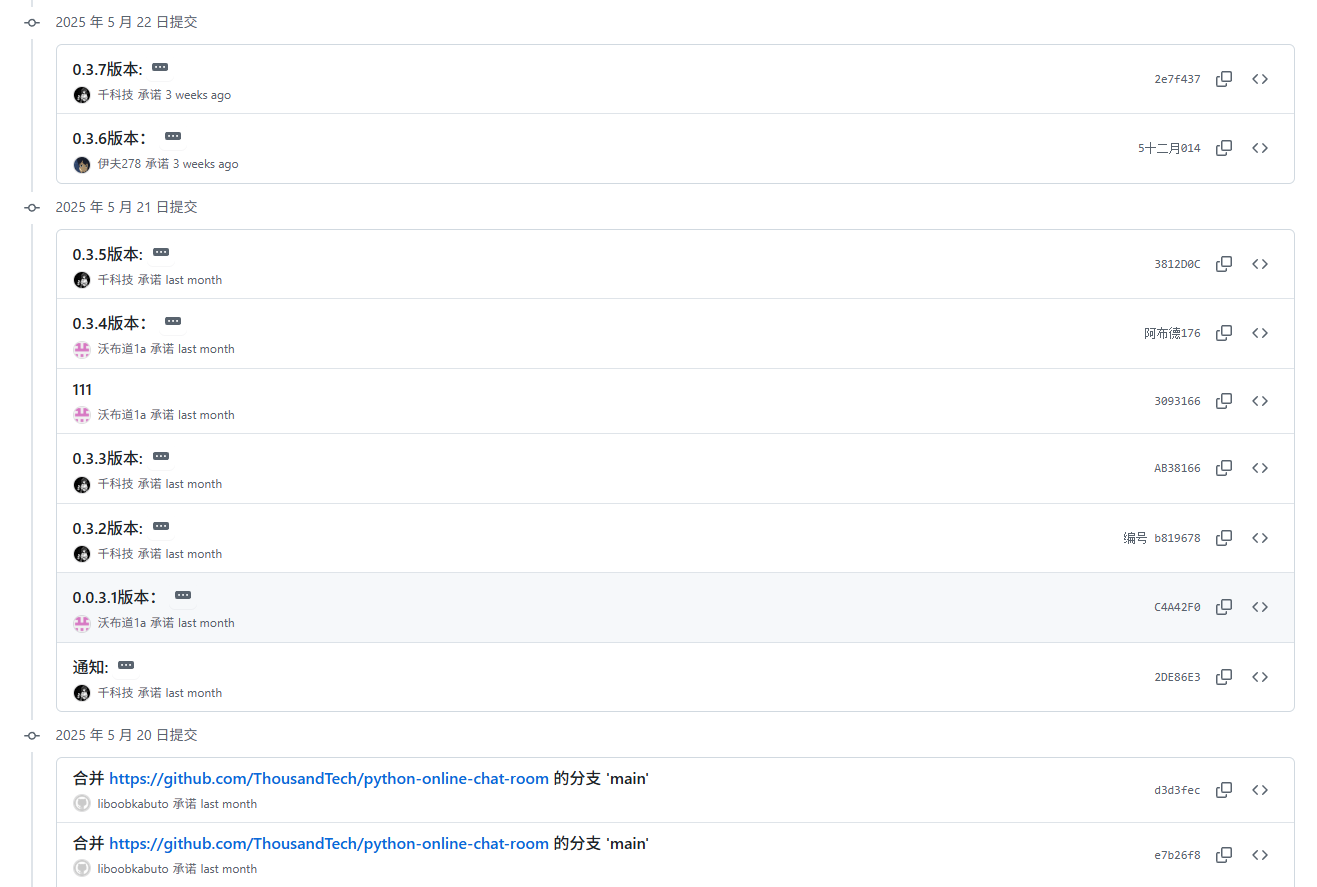 2025 年 5 月 22 日提交
0.3.7版本:
千科技 承诺 3 weeks ago
2e7f437
0.3.6版本：
伊夫278 承诺 3 weeks ago
5十二月014
2025 年 5 月 21 日提交
0.3.5版本:
千科技 承诺 last month
3812D0C
0.3.4版本：
沃布道1a 承诺 last month
阿布德176
111
沃布道1a 承诺 last month
3093166
0.3.3版本:
千科技 承诺 last month
AB38166
0.3.2版本:
千科技 承诺 last month
编号 b819678
0.0.3.1版本：
沃布道1a 承诺 last month
C4A42F0
通知:
千科技 承诺 last month
2DE86E3
2025 年 5 月 20 日提交
合并 https://github.com/ThousandTech/python-online-chat-room 的分支 'main'
liboobkabuto 承诺 last month
d3d3fec
合并 https://github.com/ThousandTech/python-online-chat-room 的分支 'main'
liboobkabuto 承诺 last month
e7b26f8